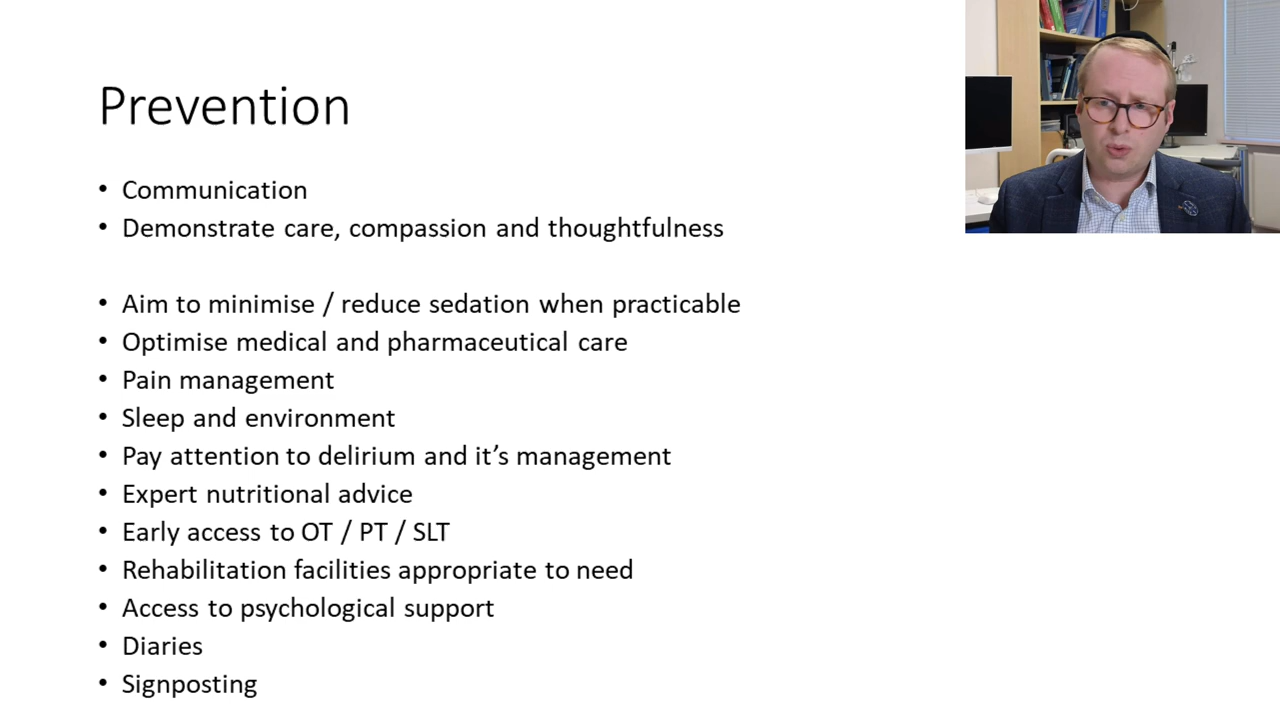 Prevention
• Communication
• Demonstrate care, compassion and thoughtfulness
• Aim to minimise / reduce sedation when practicable
• Optimise medical and pharmaceutical care
• Pain management
• Sleep and environment
• Pay attention to delirium and it’s management
• Expert nutritional advice
• Early access to OT / PT / SLT
• Rehabilitation facilities appropriate to need
• Access to psychological support
• Diaries
• Signposting